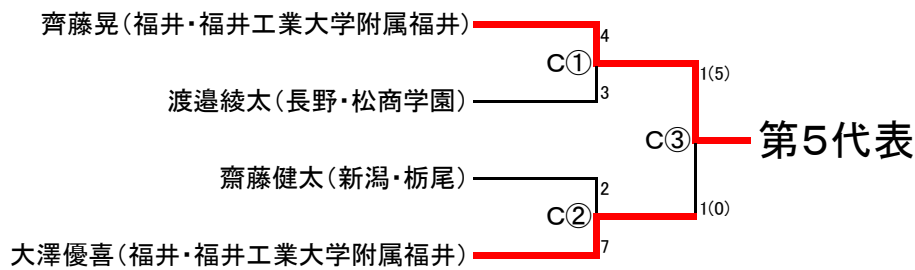 齊藤晃(福井・福井工業大学附属福井)
4
C①
1(5)
渡邉綾太(長野・松商学園)
3
C③
第5代表
齋藤健太(新潟・栃尾)
2
C②
1(0)
大澤優喜(福井・福井工業大学附属福井)
7